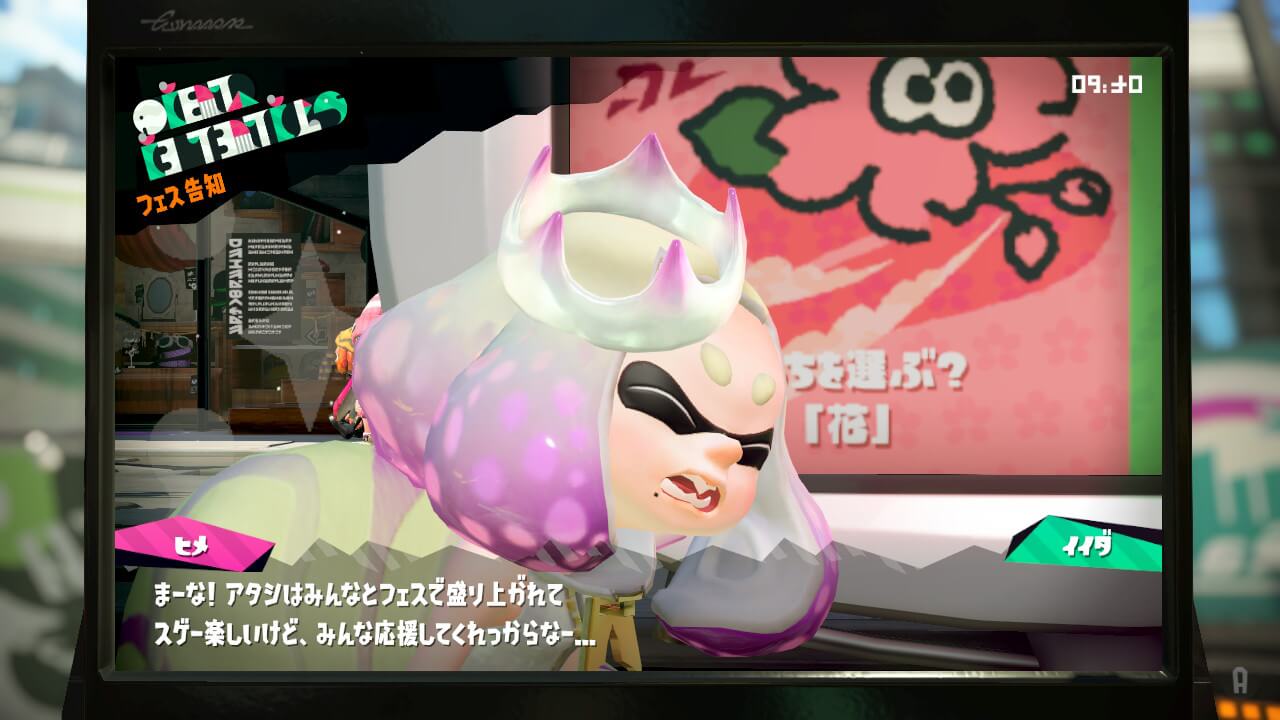 フェス告知
コレ
ちを選ぶ?
「花」
ヒメ
イイダ
まーな! アタシはみんなとフェスで盛り上がれて
スゲー楽しいけど、みんな応援してくれっからなー...
A